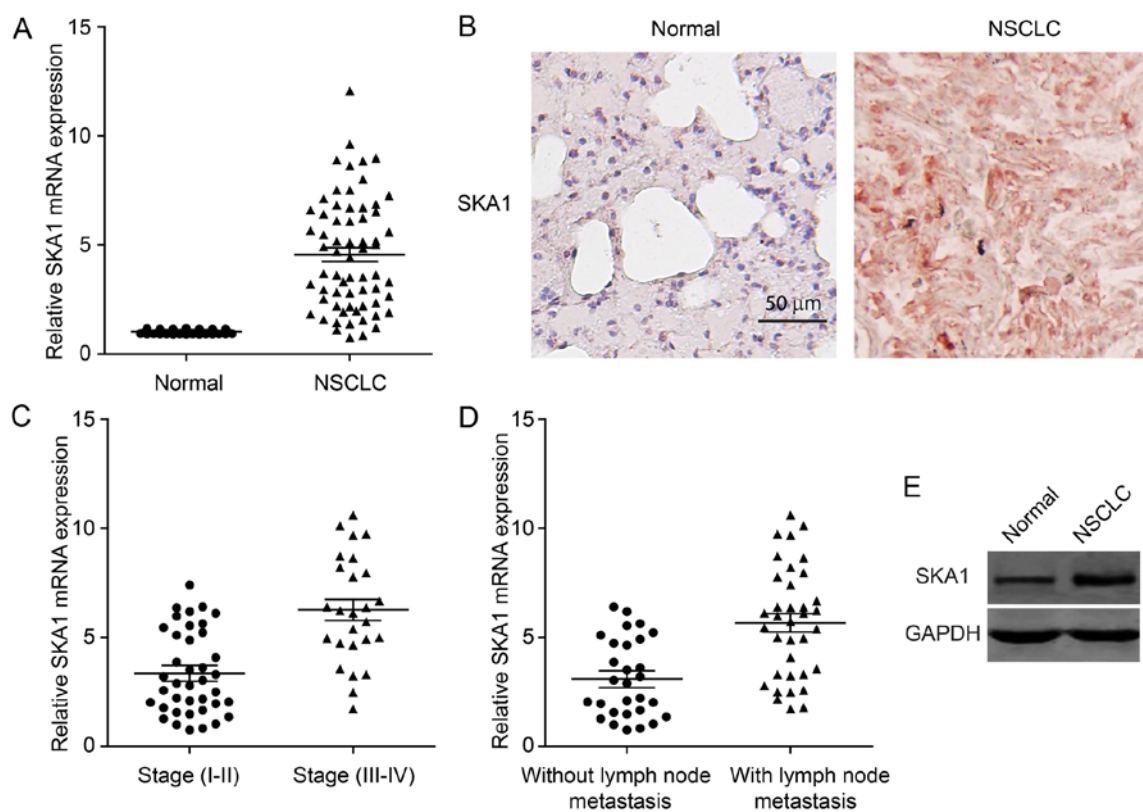 A
Relative SKA1 mRNA expression
15
10
5
0
Normal
NSCLC
B
Normal
NSCLC
SKA1
50 μm
C
Relative SKA1 mRNA expression
15
10
5
0
Stage (I-II)
Stage (III-IV)
D
Relative SKA1 mRNA expression
15
10
5
0
Without lymph node
metastasis
With lymph node
metastasis
E
Normal
NSCLC
SKA1
GAPDH